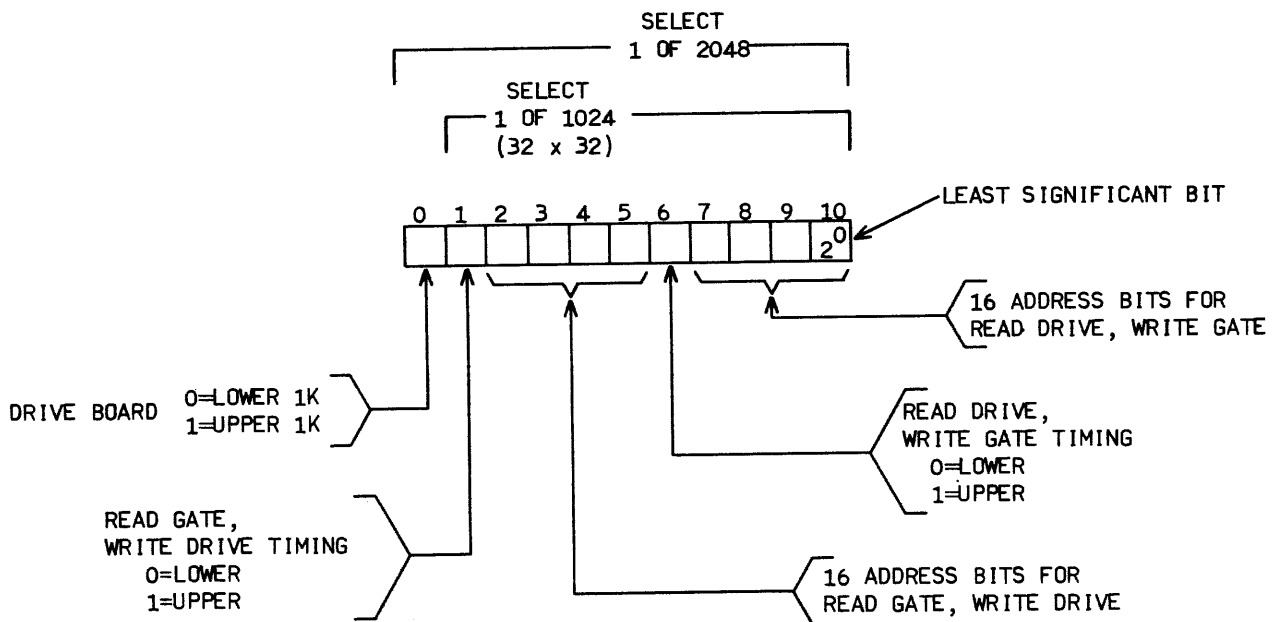 SELECT
1 OF 2048
SELECT
1 OF 1024
(32 x 32)
0 1 2 3 4 5 6 7 8 9 10
2⁰
LEAST SIGNIFICANT BIT
16 ADDRESS BITS FOR
READ DRIVE, WRITE GATE
DRIVE BOARD 0=LOWER 1K
1=UPPER 1K
READ DRIVE,
WRITE GATE TIMING
0=LOWER
1=UPPER
READ GATE,
WRITE DRIVE TIMING
0=LOWER
1=UPPER
16 ADDRESS BITS FOR
READ GATE, WRITE DRIVE